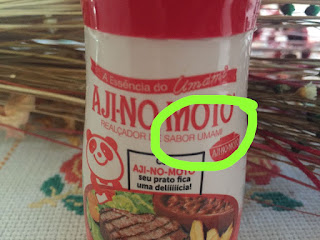 A Essência do Umami
AJI-NO-MOTO
REALÇADOR DE SABOR UMAMI
AJI-NO-MOTO
AJI-NO-MOTO
seu prato fica
uma deliiiiícia!